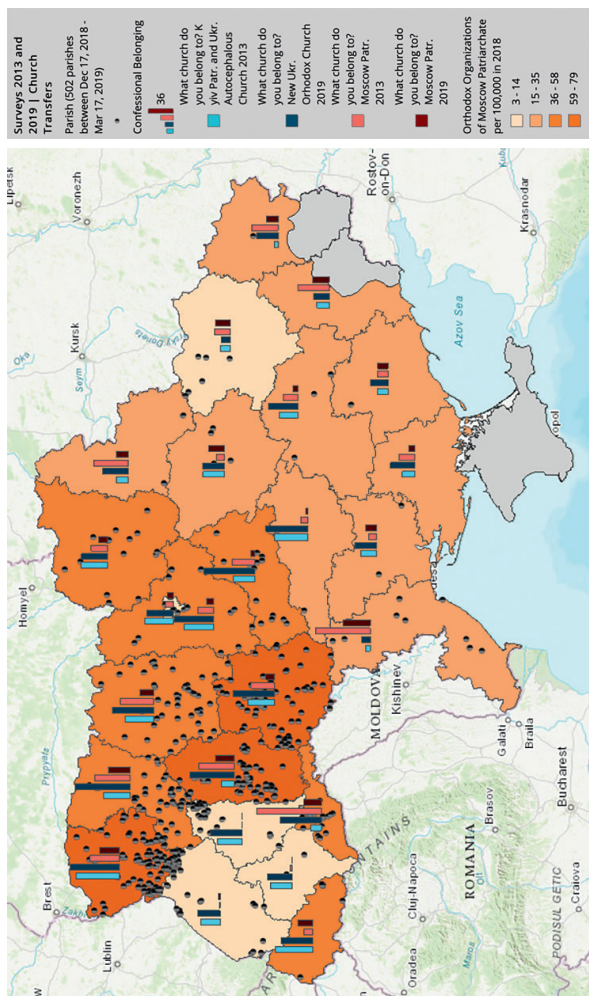 Surveys 2013 and
2019 | Church
Transfers
Parish (502 parishes
between Dec 17, 2018 -
Mar 17, 2019)
Confessional Belonging
36
What church do
you belong to? K
yiv Patr. and Ukr.
Autocephalous
Church 2013
What church do
you belong to?
New Ukr.
Orthodox Church
2019
What church do
you belong to?
Moscow Patr.
2013
What church do
you belong to?
Moscow Patr.
2019
Orthodox Organizations
of Moscow Patriarchate
per 100,000 in 2018
3 - 14
15 - 35
36 - 58
59 - 79
Lipetsk
Voronezh
Oka
Kursk
Seym
Homyel
Prypyats
Brest
Lublin
Rostov-
on-Don
Krasnodar
Azov Sea
opol
MOLDOVA
Kishinev
Galati
Braila
Bucharest
NTAINS
Brasov
ROMANIA
Olt
Cluj-Napoca
Maros
Oradea
Craiova
PODISUL GETIC